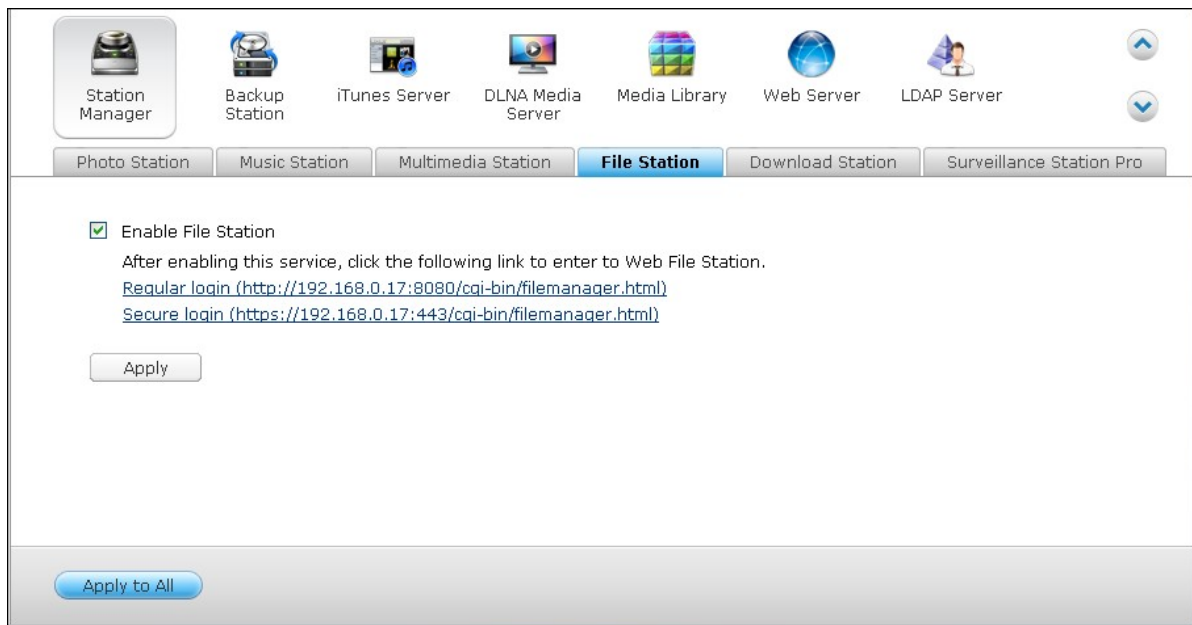 Station Manager
Backup Station
iTunes Server
DLNA Media Server
Media Library
Web Server
LDAP Server
Photo Station
Music Station
Multimedia Station
File Station
Download Station
Surveillance Station Pro
Enable File Station
After enabling this service, click the following link to enter to Web File Station.
Regular login (http://192.168.0.17:8080/cgi-bin/filemanager.html)
Secure login (https://192.168.0.17:443/cgi-bin/filemanager.html)
Apply
Apply to All